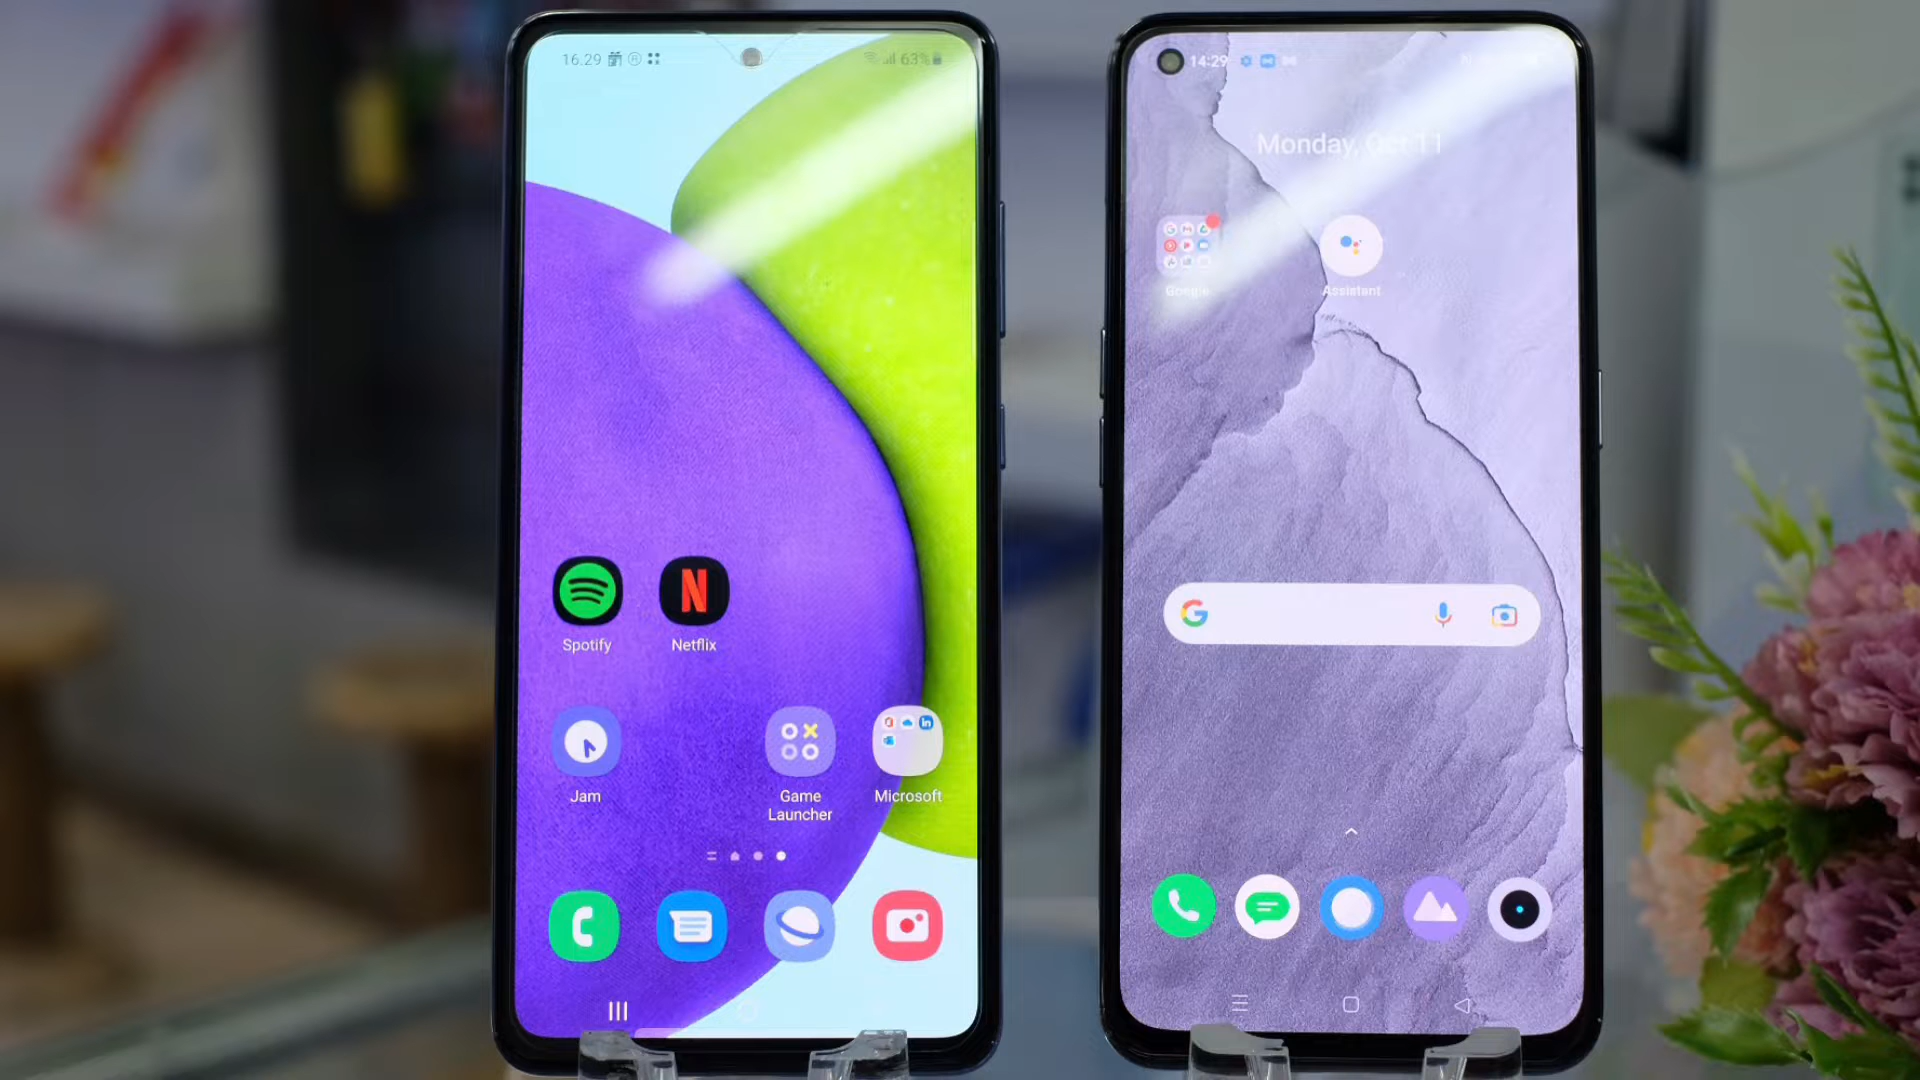 16.29
63%
Spotify
Netflix
Jam
Game
Launcher
Microsoft
14:29
Monday, Oct 11
Google
Assistant